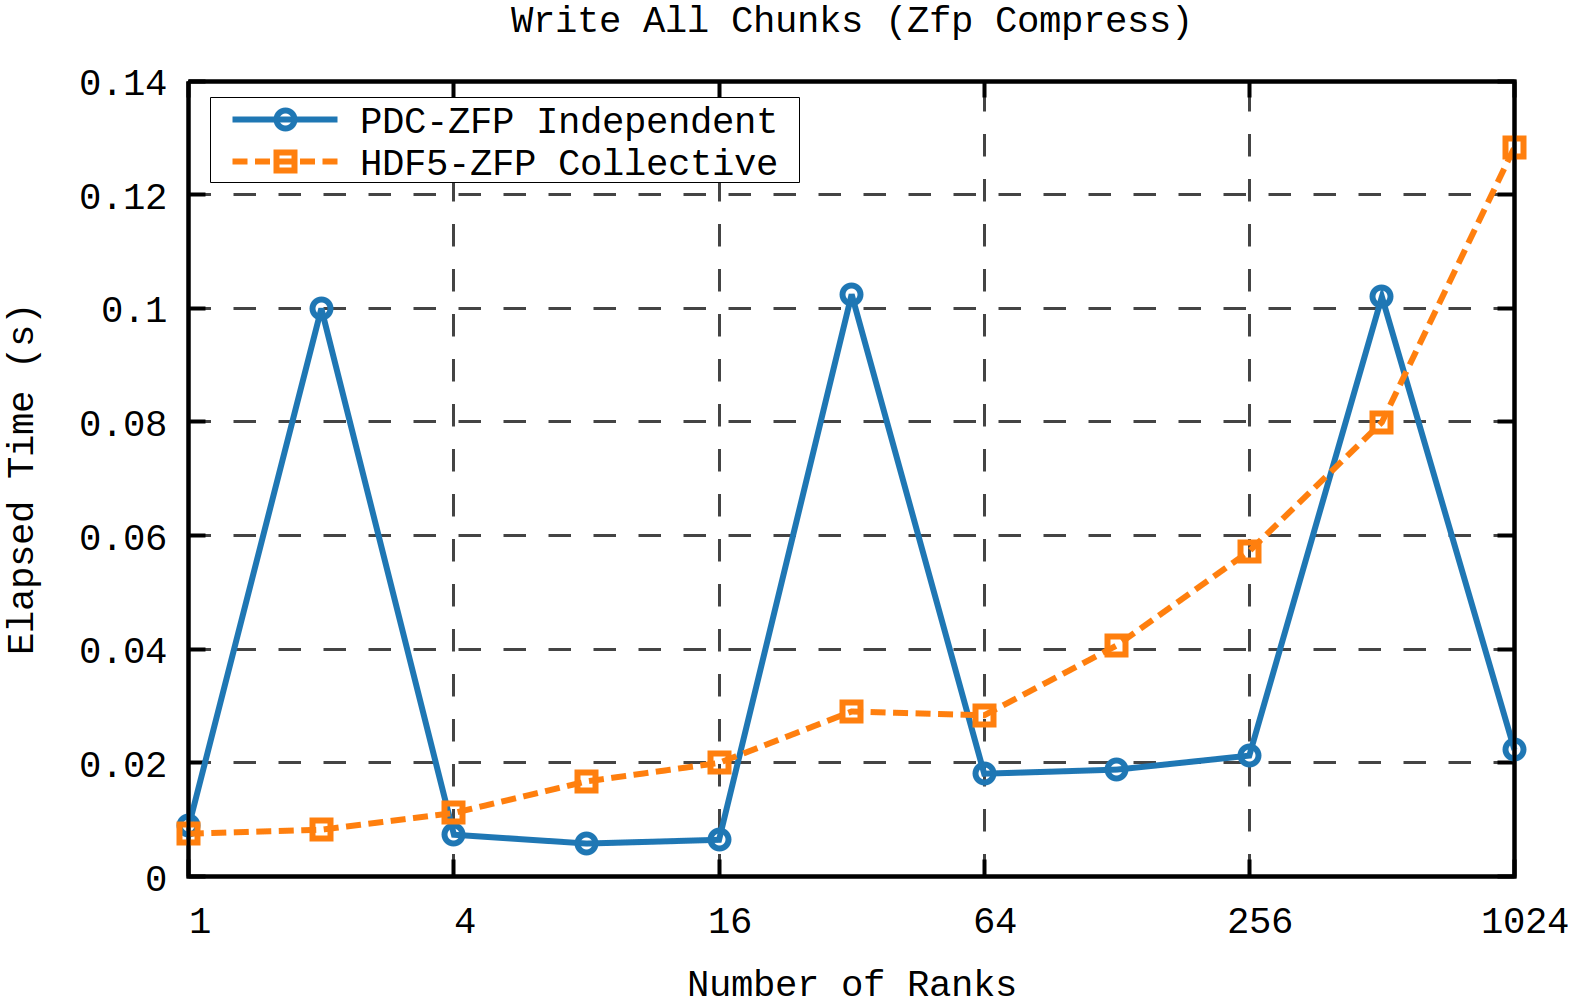 Write All Chunks (Zfp Compress)
0.14
PDC-ZFP Independent
HDF5-ZFP Collective
0.12
0.1
0.08
0.06
0.04
0.02
0
Elapsed Time (s)
1 4 16 64 256 1024
Number of Ranks